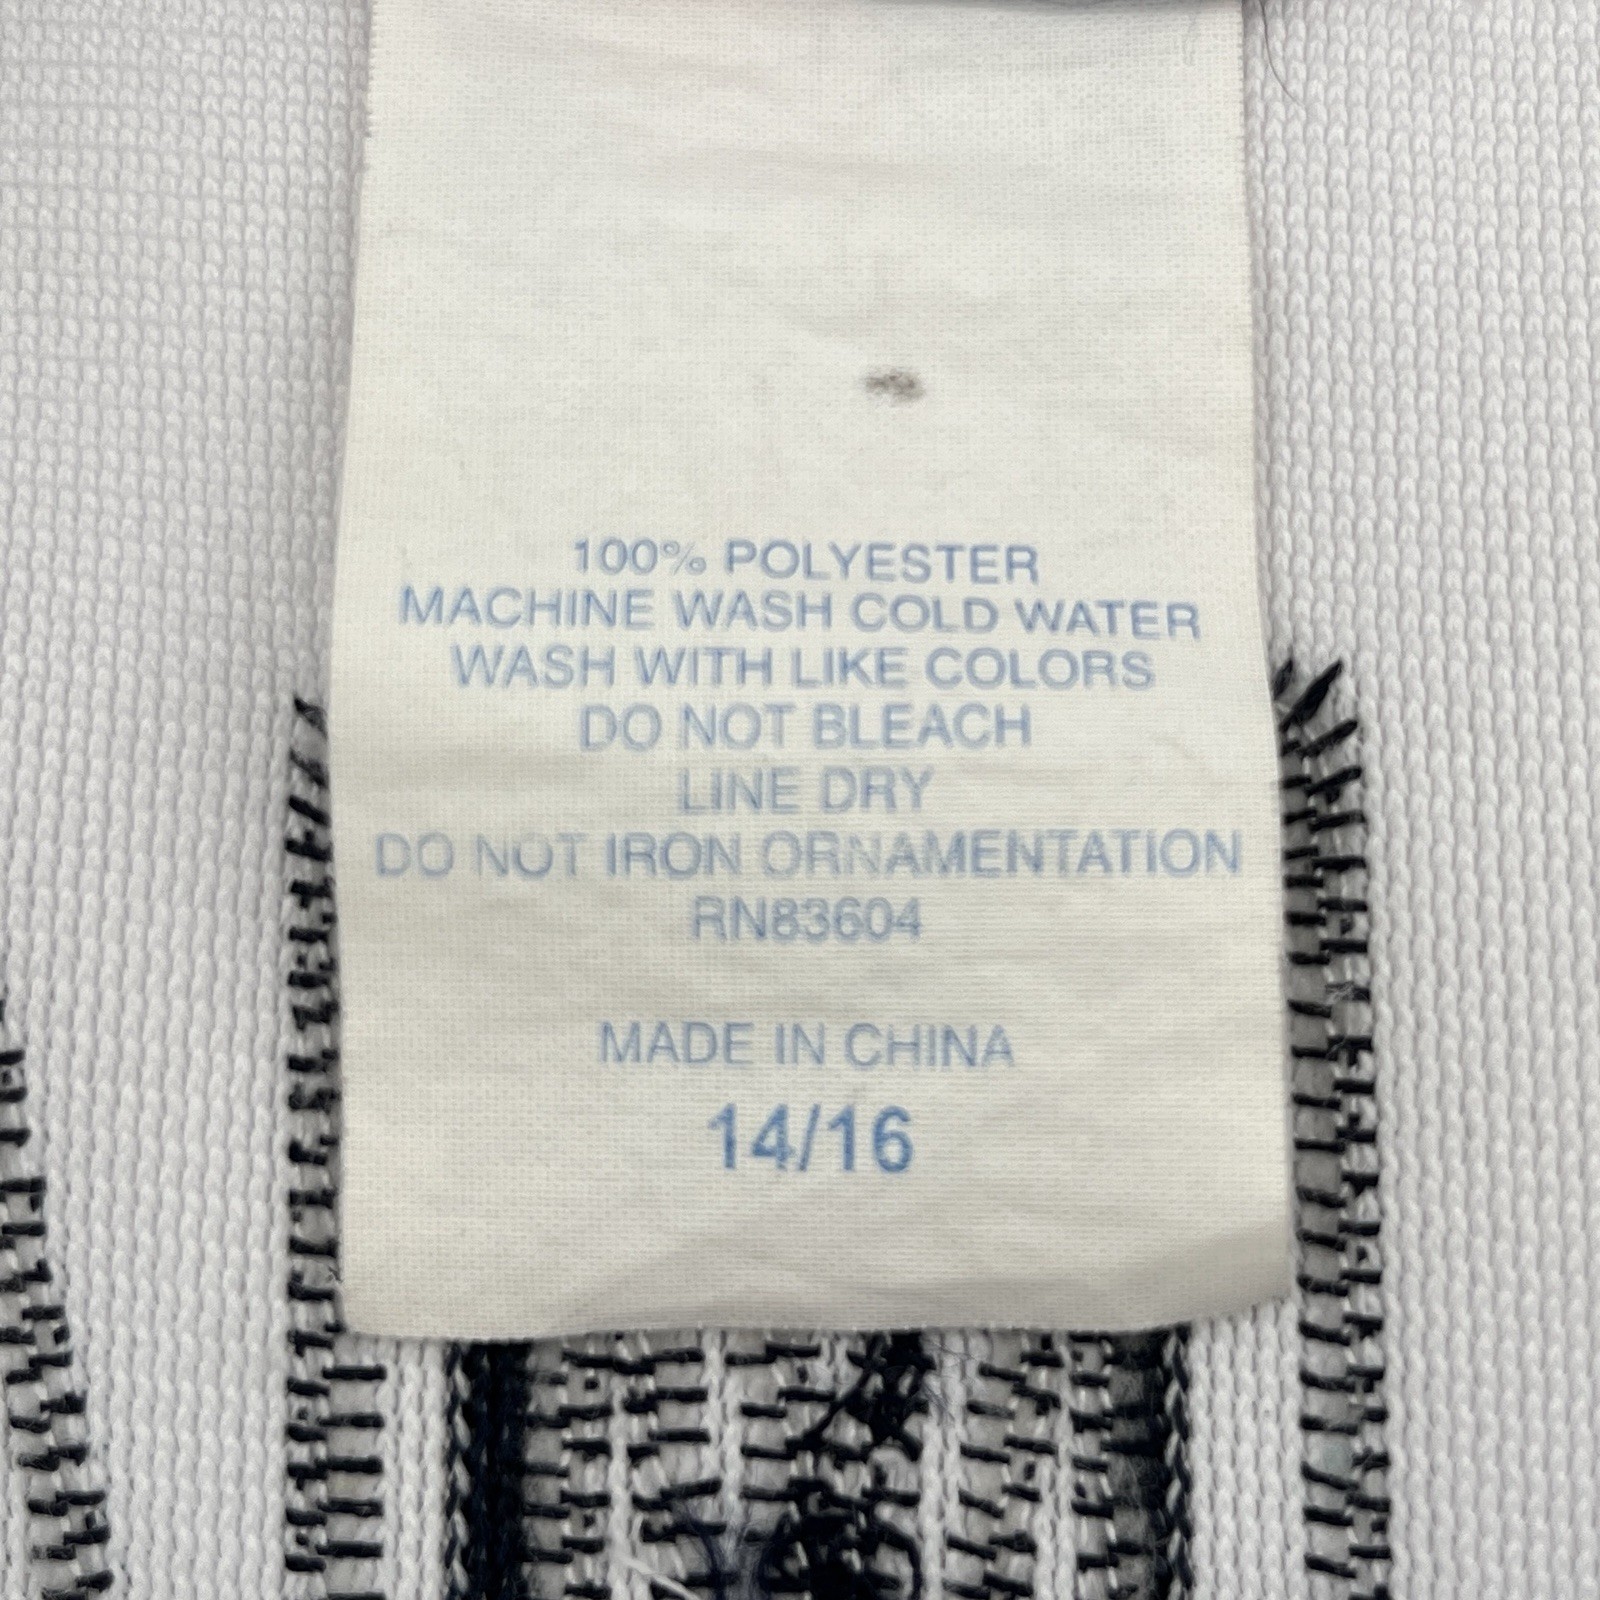 100% POLYESTER
MACHINE WASH COLD WATER
WASH WITH LIKE COLORS
DO NOT BLEACH
LINE DRY
DO NOT IRON ORNAMENTATION
RN83604
MADE IN CHINA
14/16